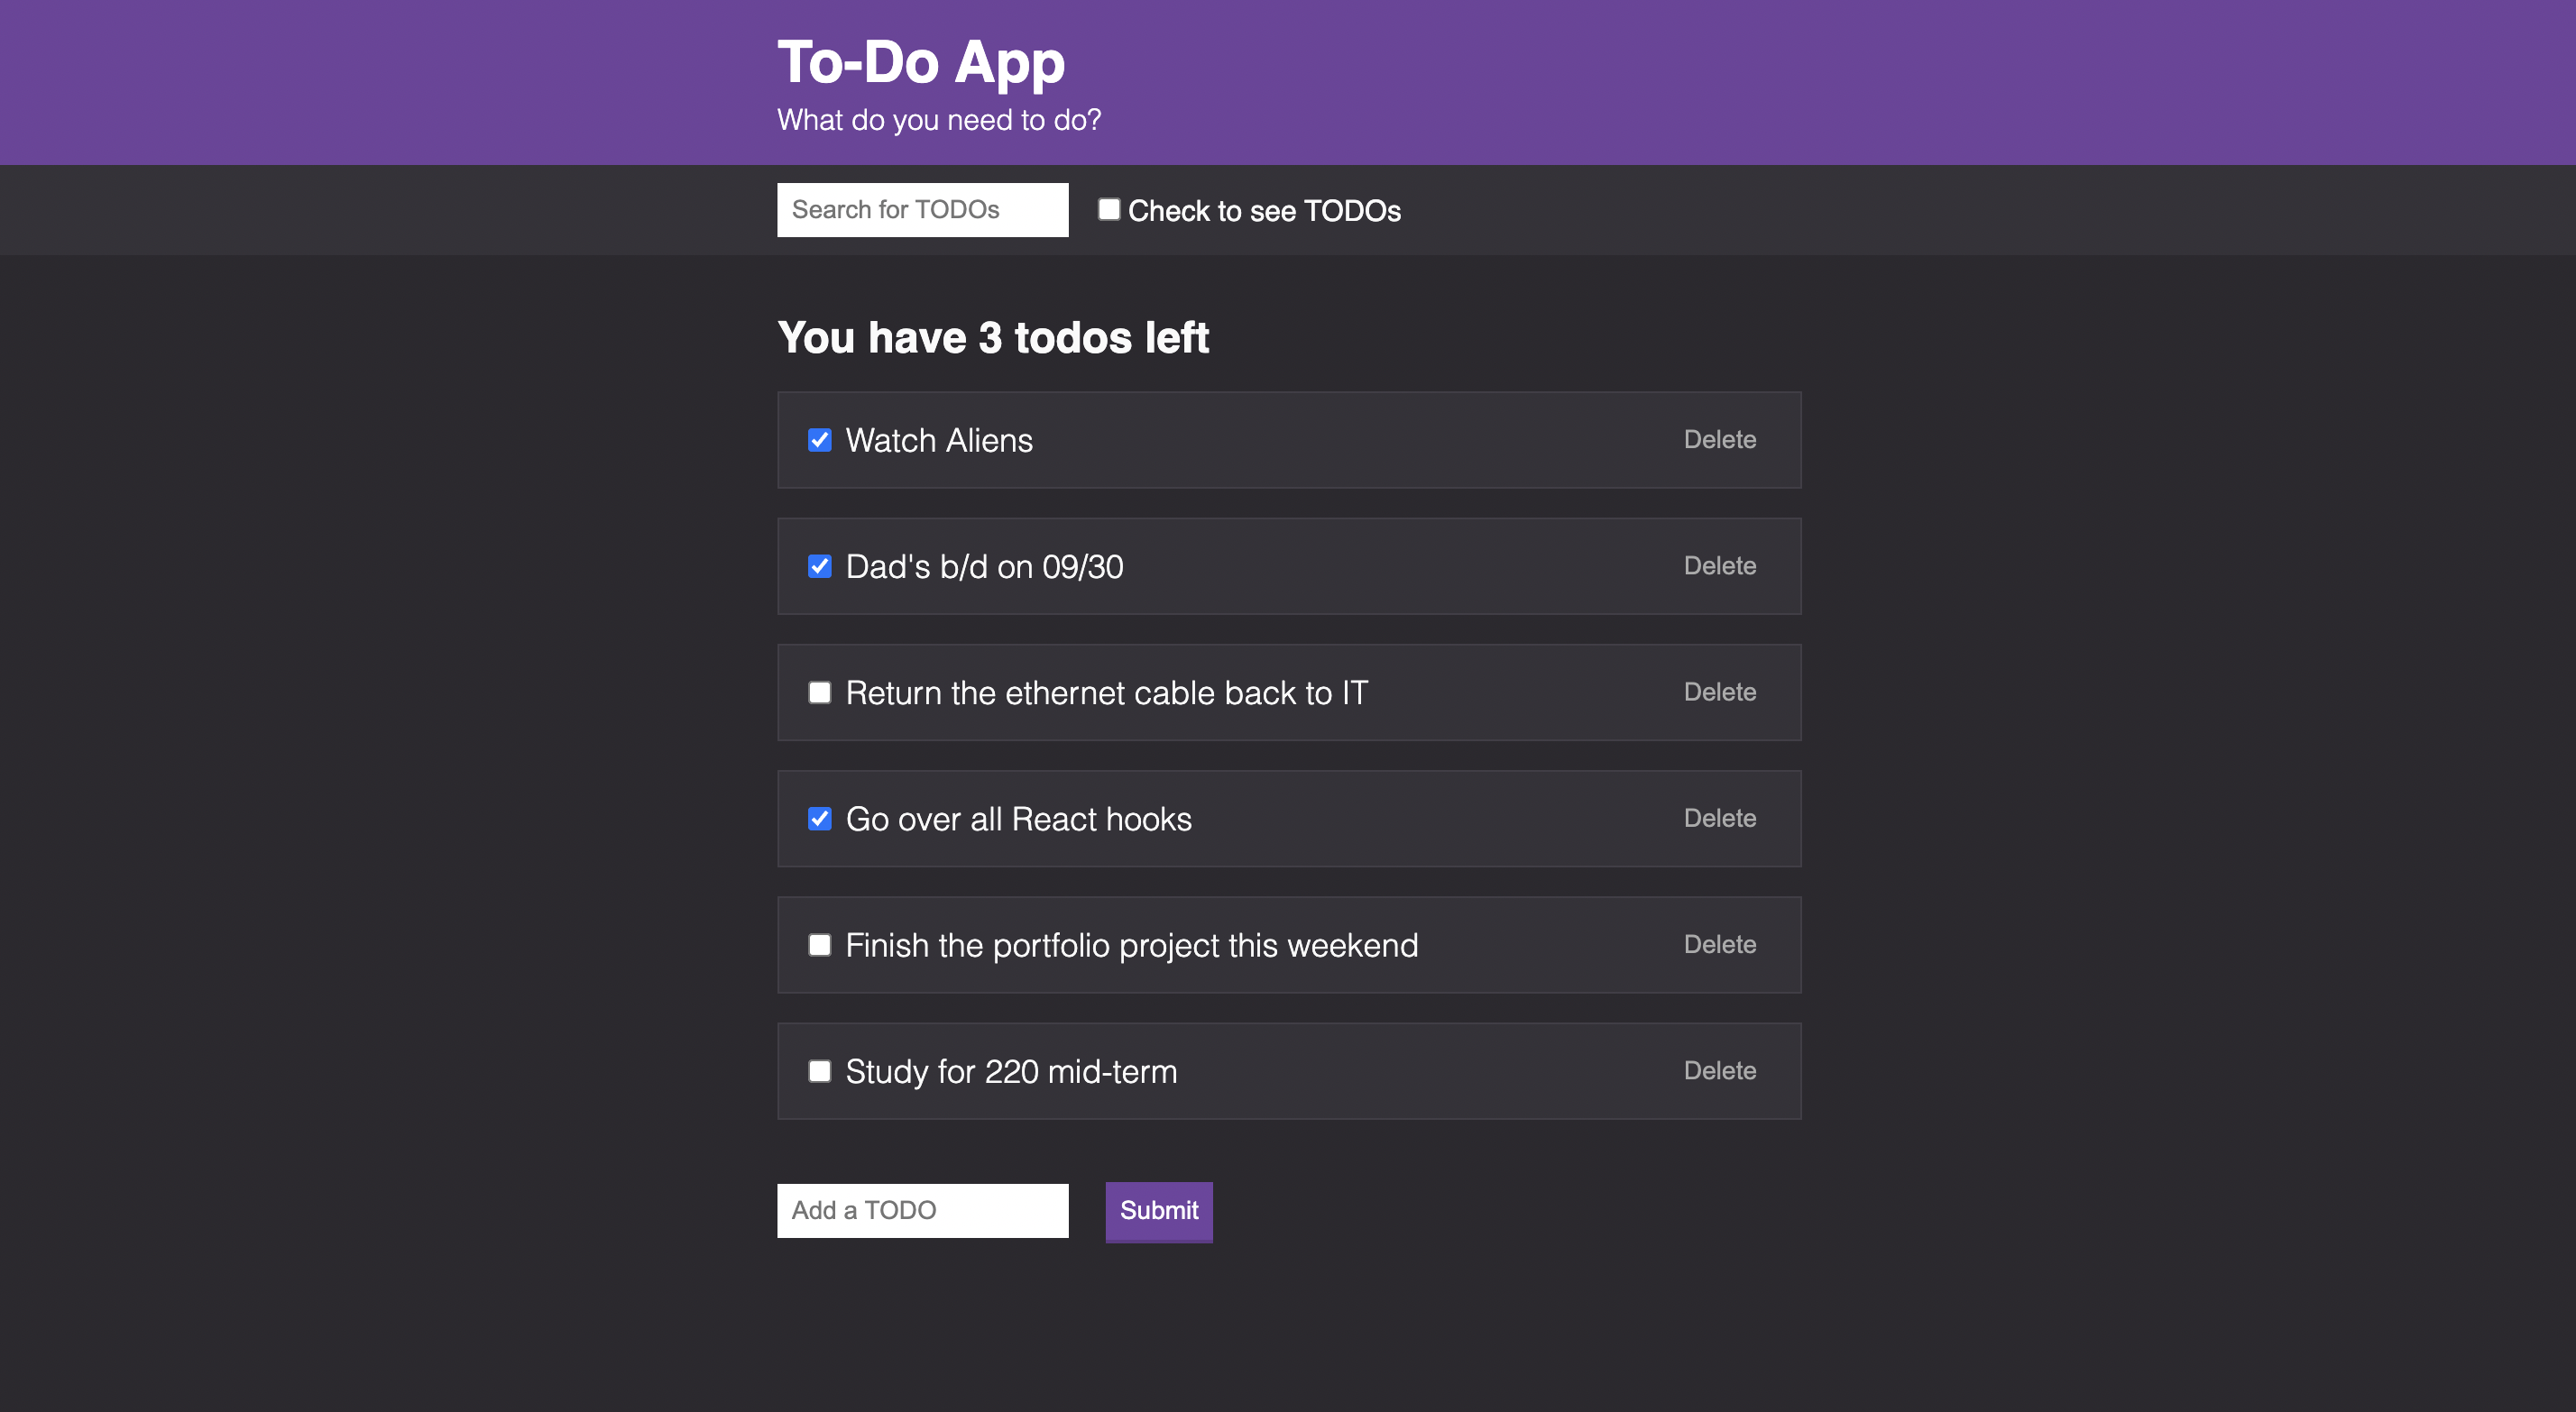 To-Do App
What do you need to do?
Search for TODOs Check to see TODOs
You have 3 todos left
Watch Aliens Delete
Dad's b/d on 09/30 Delete
Return the ethernet cable back to IT Delete
Go over all React hooks Delete
Finish the portfolio project this weekend Delete
Study for 220 mid-term Delete
Add a TODO Submit